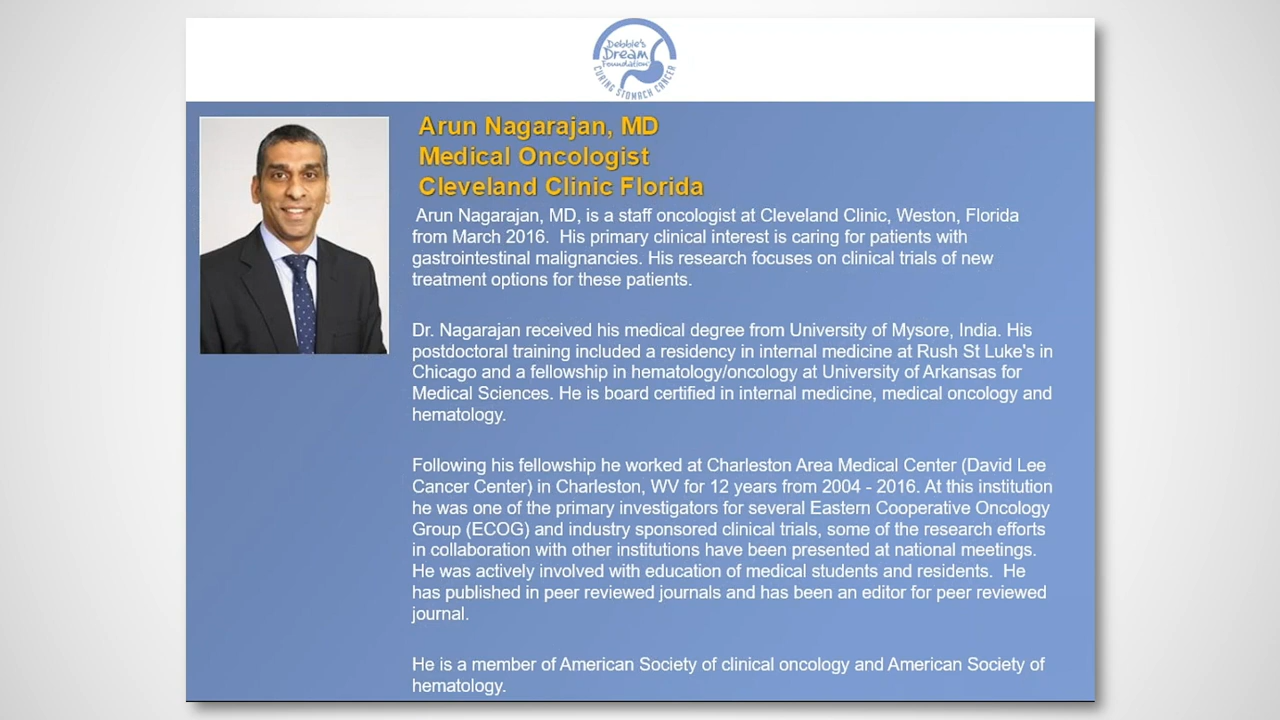 Debbie's
Dream
Foundation
CURING STOMACH CANCER
Arun Nagarajan, MD
Medical Oncologist
Cleveland Clinic Florida
Arun Nagarajan, MD, is a staff oncologist at Cleveland Clinic, Weston, Florida
from March 2016.  His primary clinical interest is caring for patients with
gastrointestinal malignancies. His research focuses on clinical trials of new
treatment options for these patients.
Dr. Nagarajan received his medical degree from University of Mysore, India. His
postdoctoral training included a residency in internal medicine at Rush St Luke's in
Chicago and a fellowship in hematology/oncology at University of Arkansas for
Medical Sciences. He is board certified in internal medicine, medical oncology and
hematology.
Following his fellowship he worked at Charleston Area Medical Center (David Lee
Cancer Center) in Charleston, WV for 12 years from 2004 - 2016. At this institution
he was one of the primary investigators for several Eastern Cooperative Oncology
Group (ECOG) and industry sponsored clinical trials, some of the research efforts
in collaboration with other institutions have been presented at national meetings.
He was actively involved with education of medical students and residents.  He
has published in peer reviewed journals and has been an editor for peer reviewed
journal.
He is a member of American Society of clinical oncology and American Society of
hematology.